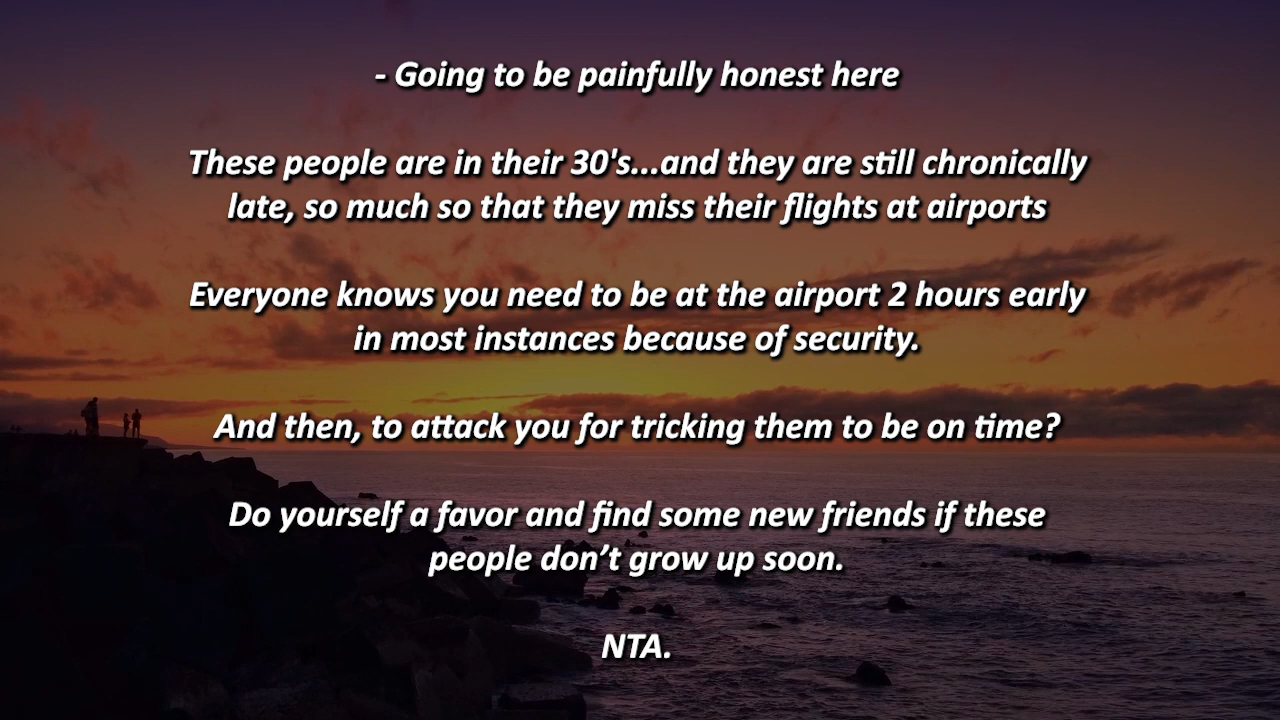 - Going to be painfully honest here
These people are in their 30's...and they are still chronically
late, so much so that they miss their flights at airports
Everyone knows you need to be at the airport 2 hours early
in most instances because of security.
And then, to attack you for tricking them to be on time?
Do yourself a favor and find some new friends if these
people don’t grow up soon.
NTA.